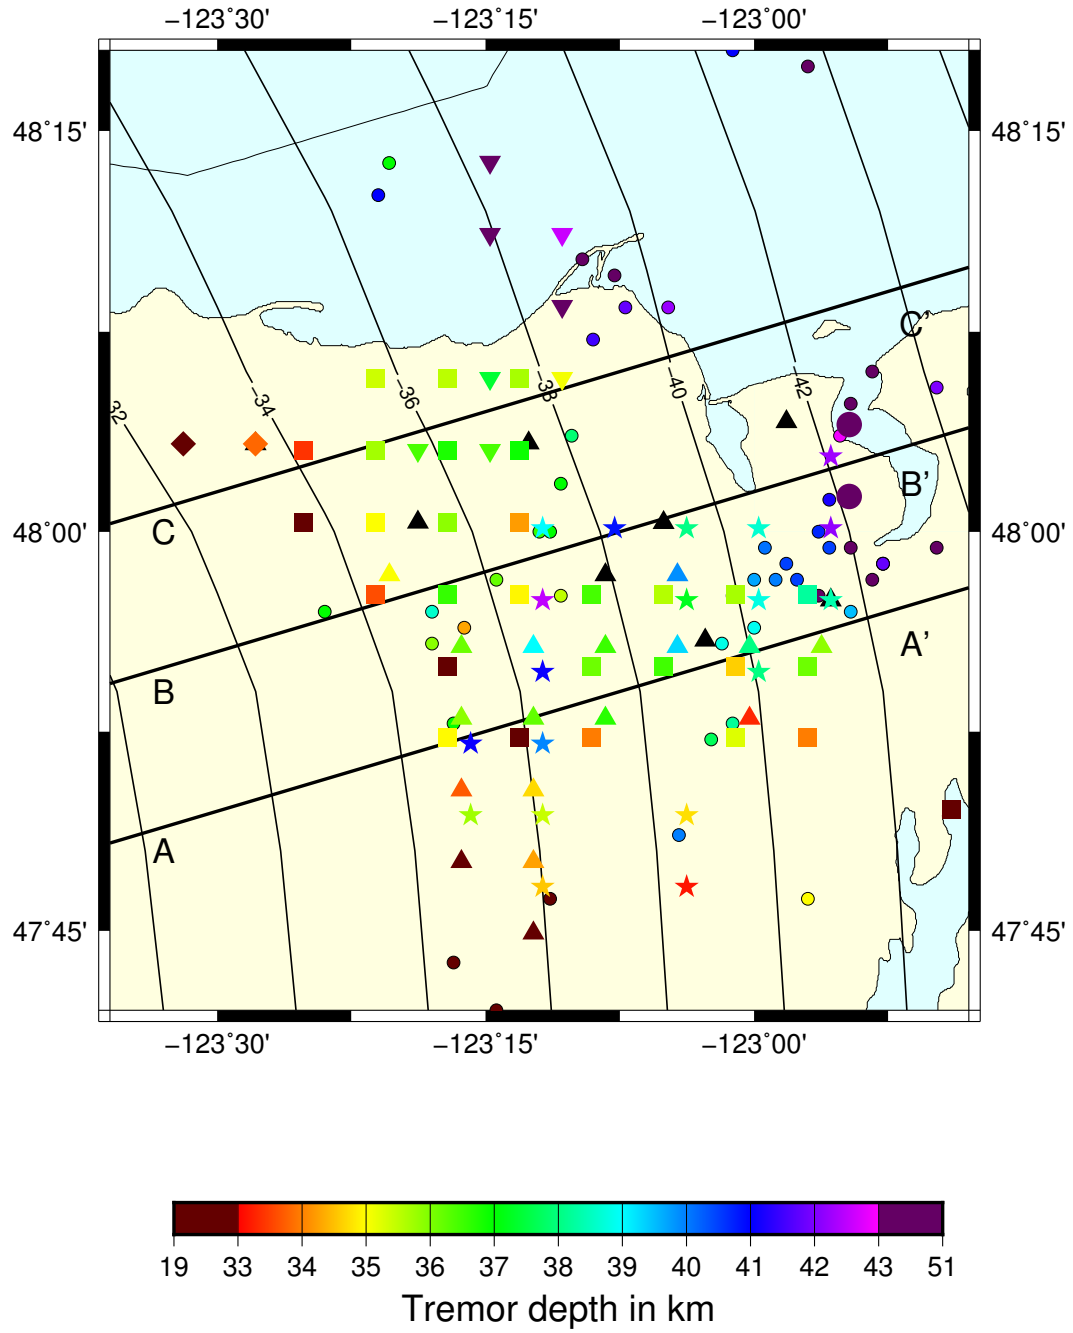 −123˚30' −123˚15' −123˚00'
48˚15' 48˚15'
C'
−32 −34 −36 −38 −40 −42
B'
C
48˚00' 48˚00'
A'
B
A
47˚45' 47˚45'
−123˚30' −123˚15' −123˚00'
19 33 34 35 36 37 38 39 40 41 42 43 51
Tremor depth in km